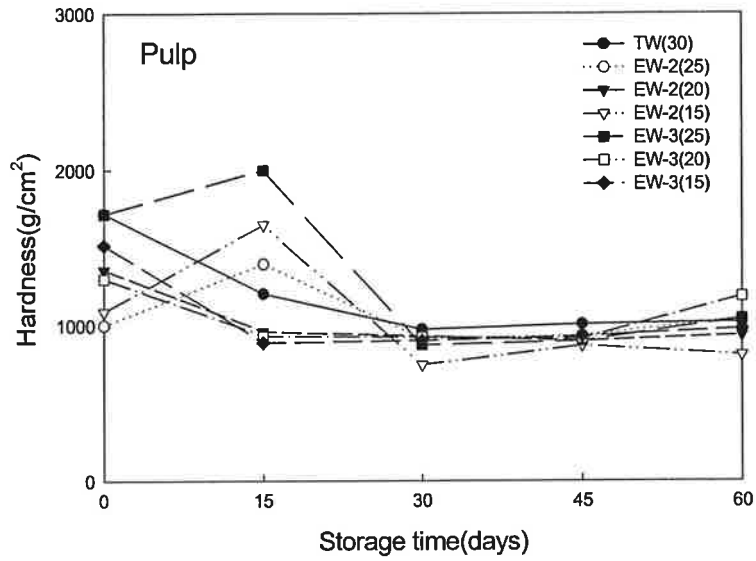 3000
Pulp
TW(30)
EW-2(25)
EW-2(20)
EW-2(15)
EW-3(25)
EW-3(20)
EW-3(15)
2000
1000
0
Hardness(g/cm²)
0 15 30 45 60
Storage time(days)